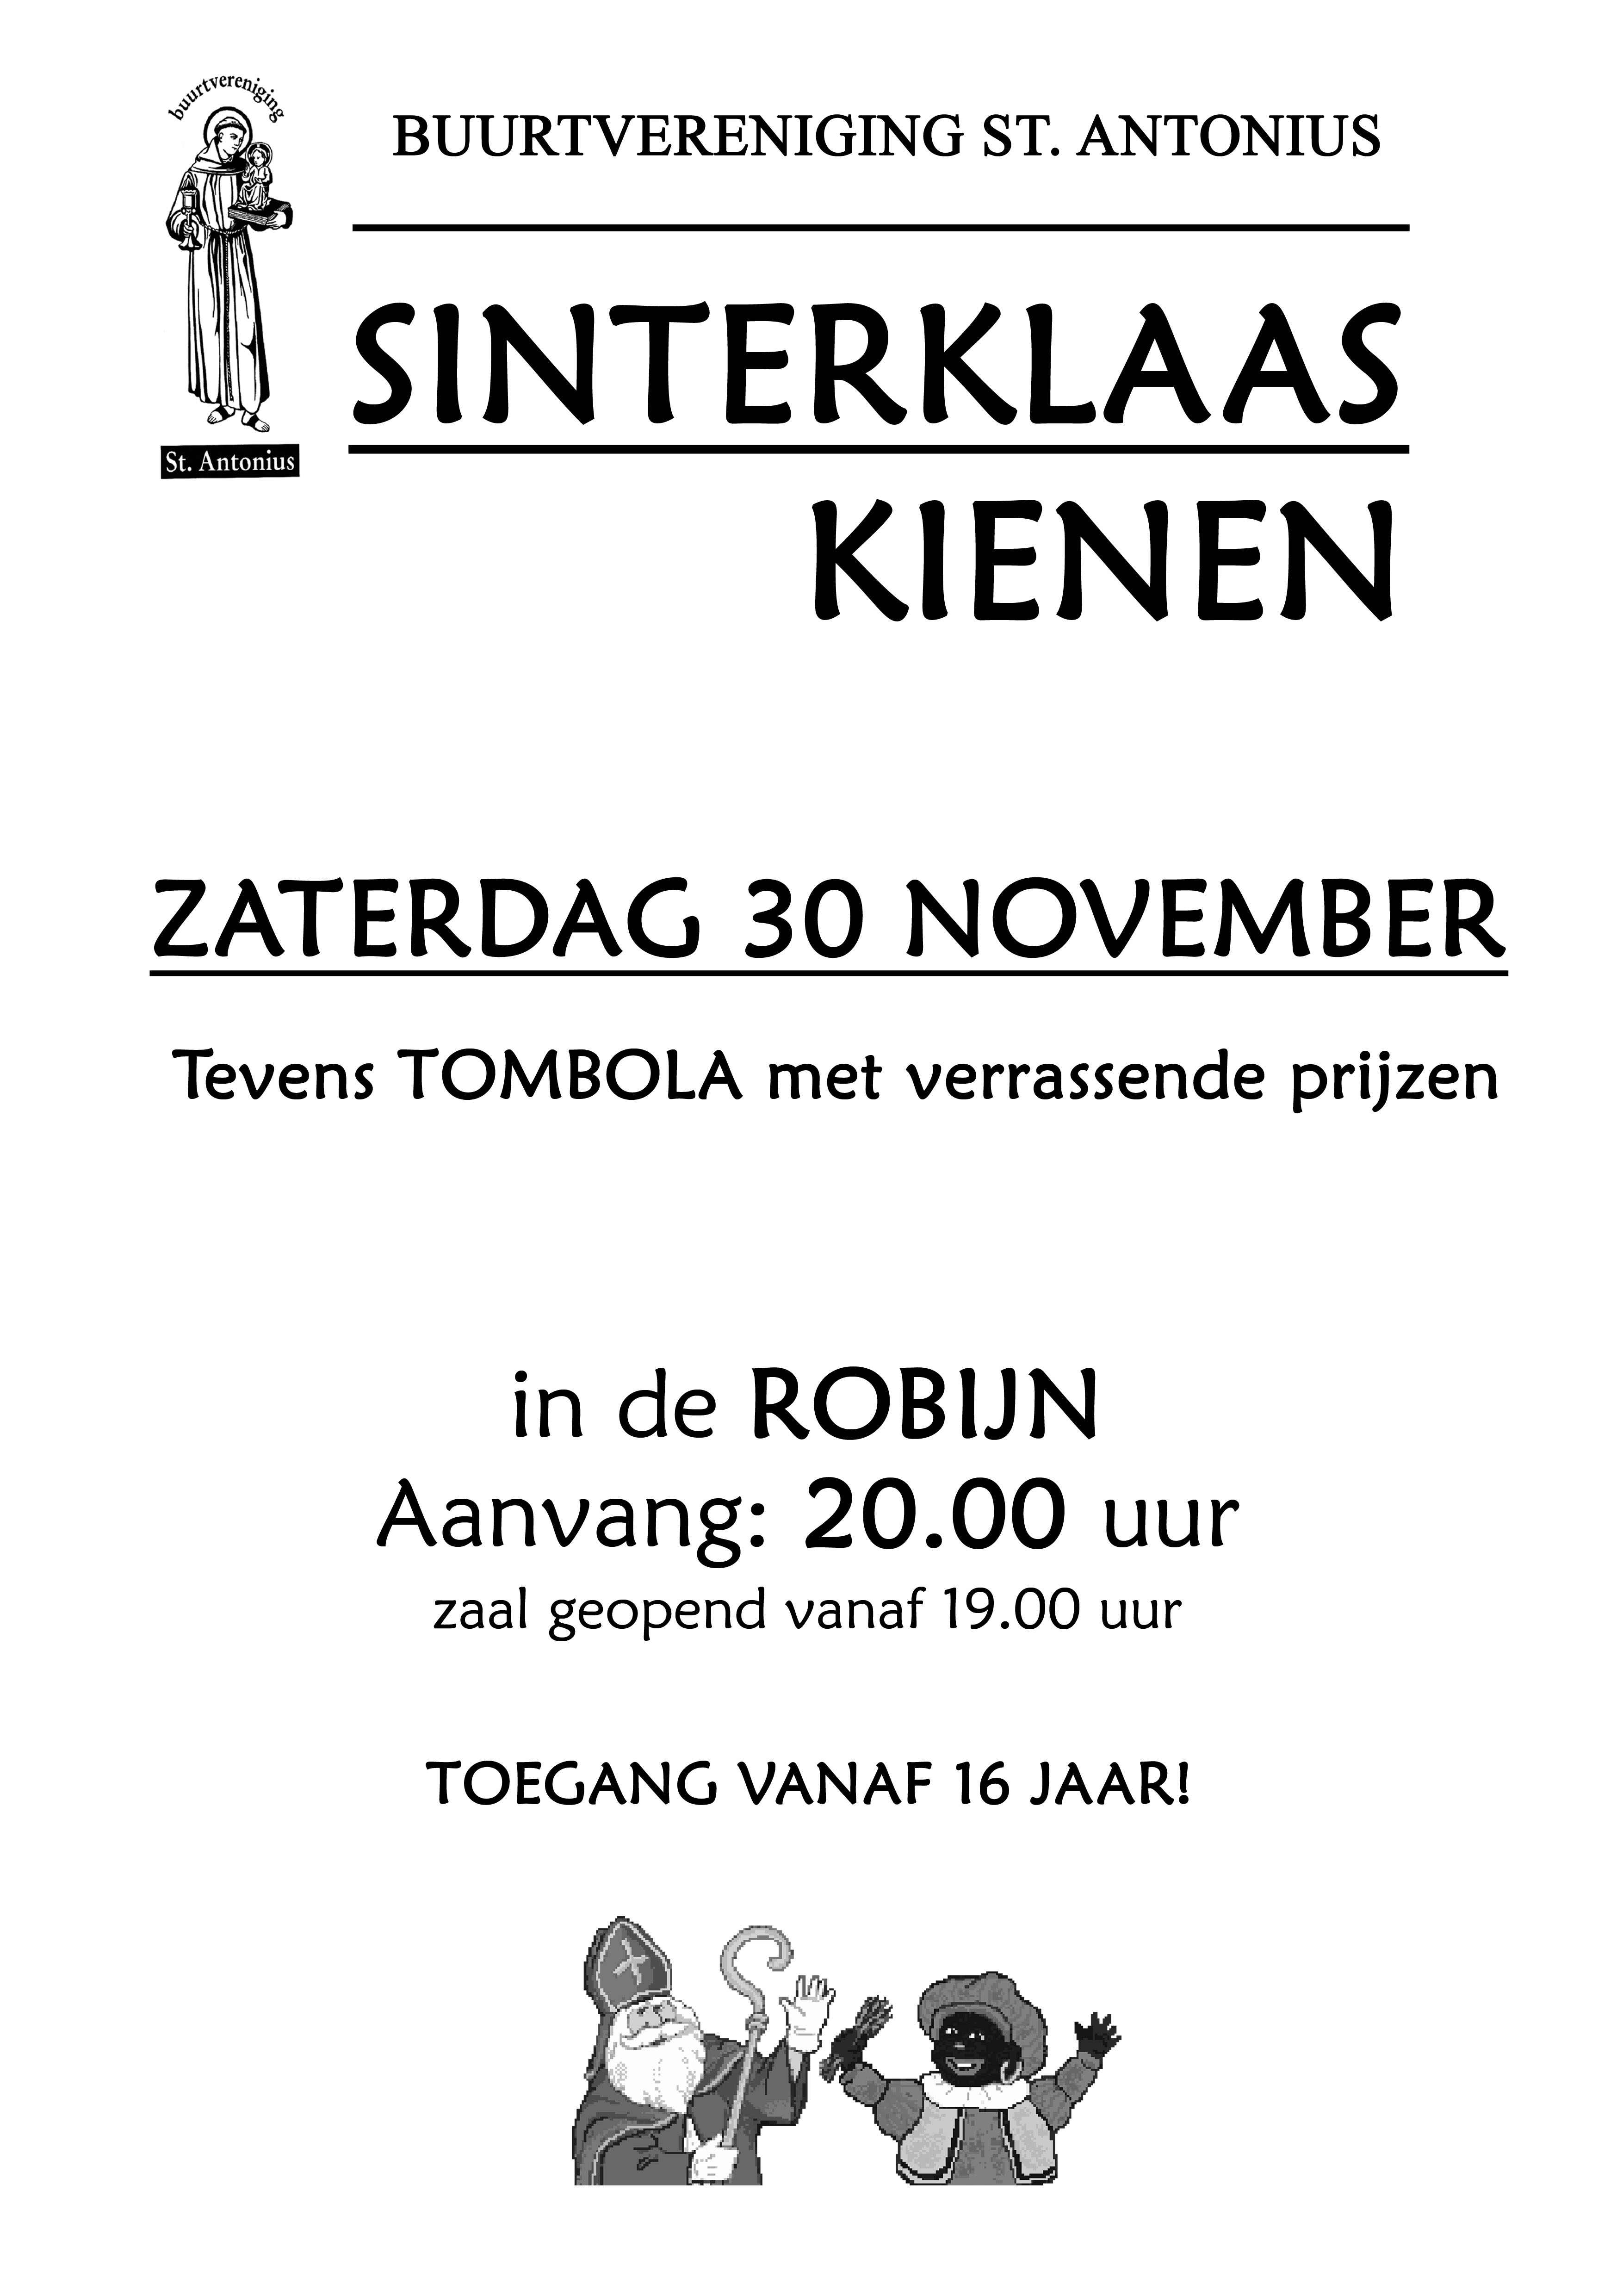 buurtvereniging
St. Antonius
BUURTVERENIGING ST. ANTONIUS
SINTERKLAAS
KIENEN
ZATERDAG 30 NOVEMBER
Tevens TOMBOLA met verrassende prijzen
in de ROBIJN
Aanvang: 20.00 uur
zaal geopend vanaf 19.00 uur
TOEGANG VANAF 16 JAAR!